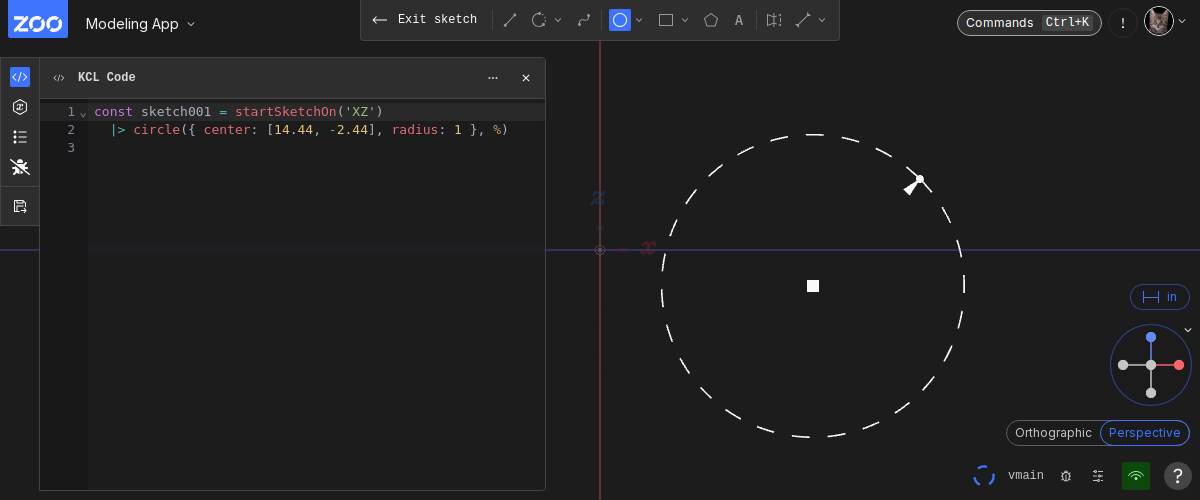 ZOO
Modeling App
Exit sketch
A
Commands Ctrl+K
!
KCL Code
...
1 const sketch001 = startSketchOn('XZ')
2 |> circle({ center: [14.44, -2.44], radius: 1 }, %)
3
z
x
in
Orthographic
Perspective
vmain
?